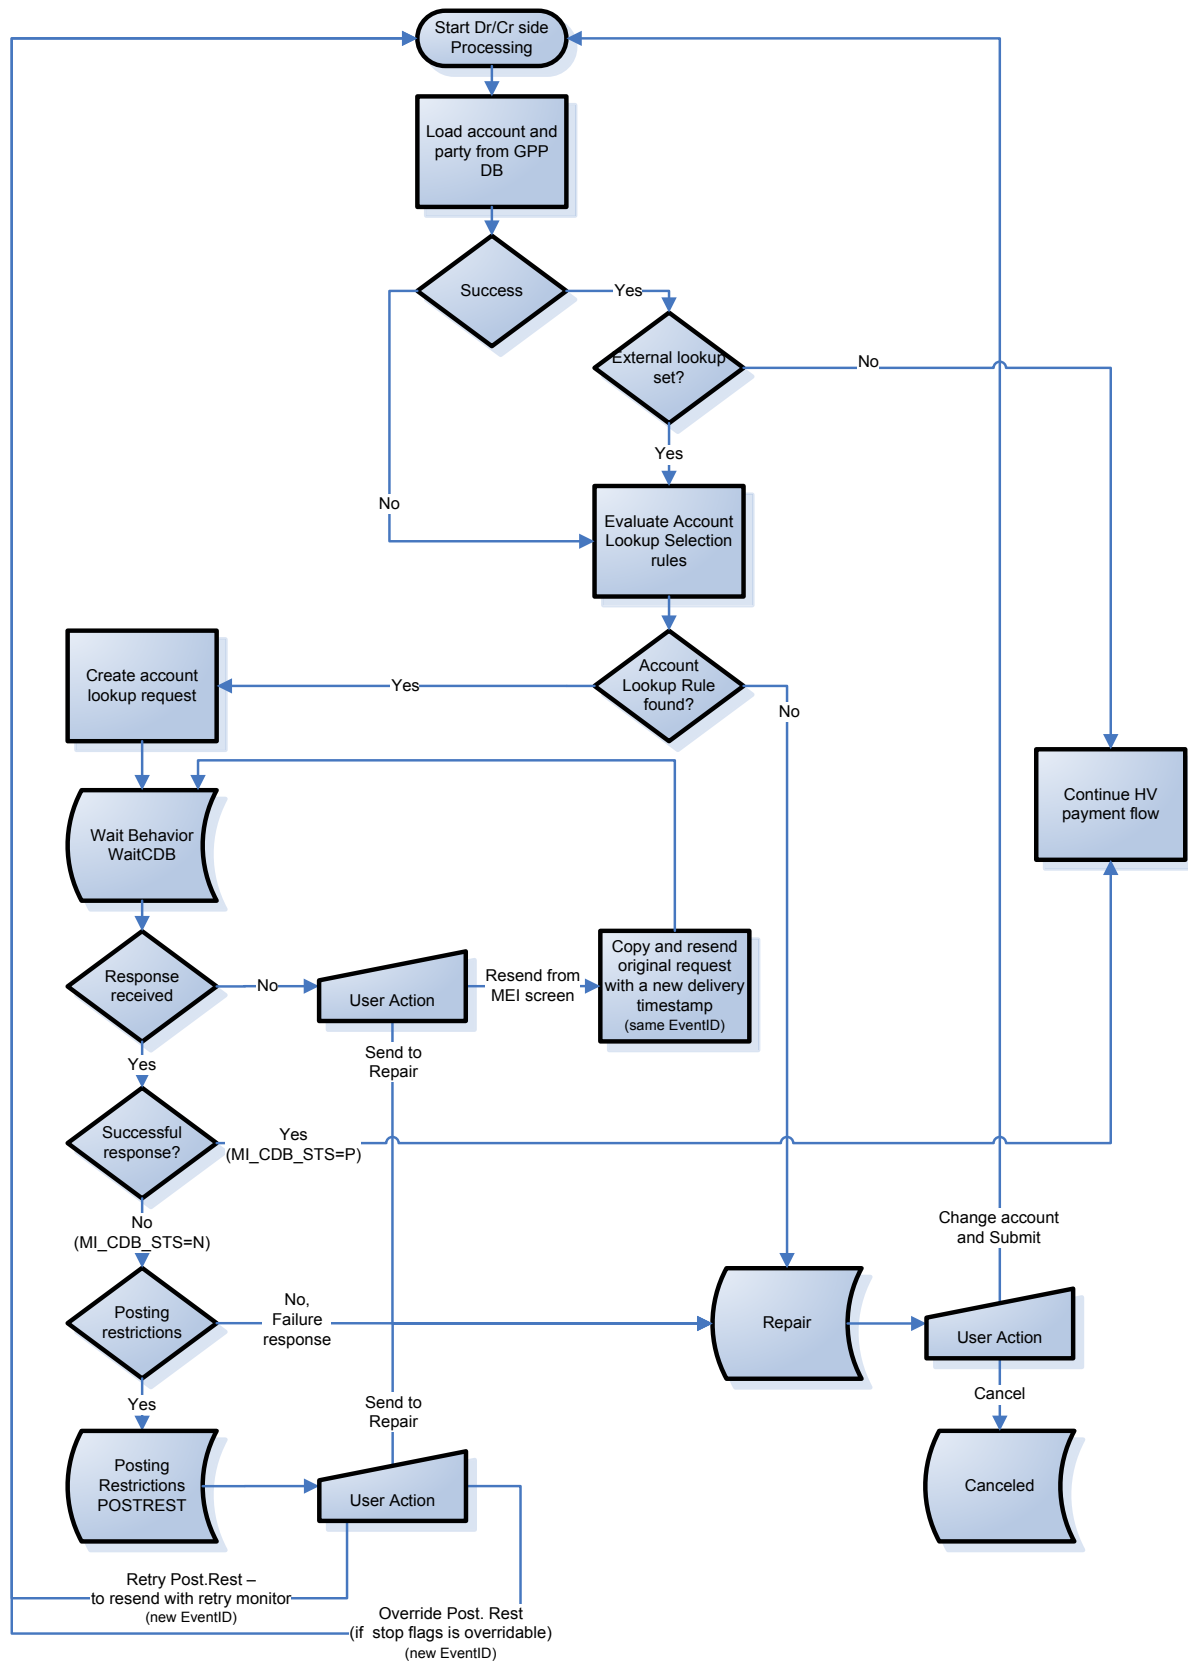 Start Dr/Cr side
Processing
Load account and
party from GPP
DB
Success
Yes
External lookup
set?
No
Yes
No
Evaluate Account
Lookup Selection
rules
Account
Lookup Rule
found?
Yes
No
Create account
lookup request
Continue HV
payment flow
Wait Behavior
WaitCDB
Response
received
No
User Action
Resend from
MEI screen
Copy and resend
original request
with a new delivery
timestamp
(same EventID)
Send to
Repair
Yes
Successful
response?
Yes
(MI_CDB_STS=P)
No
(MI_CDB_STS=N)
Change account
and Submit
Posting
restrictions
No,
Failure
response
Repair
User Action
Cancel
Yes
Send to
Repair
Posting
Restrictions
POSTREST
User Action
Canceled
Retry Post.Rest –
to resend with retry monitor
(new EventID)
Override Post. Rest
(if  stop flags is overridable)
(new EventID)